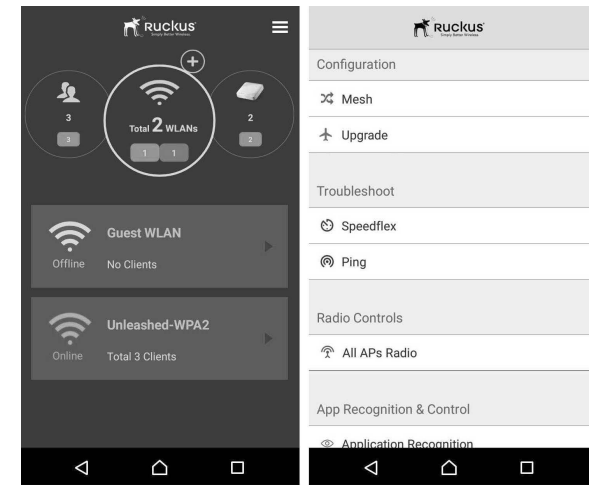 Ruckus
Simply Better Wireless.
3
3
Total 2 WLANs
1 1
2
2
Guest WLAN
Offline
No Clients
Unleashed-WPA2
Online
Total 3 Clients
Ruckus
Simply Better Wireless.
Configuration
Mesh
Upgrade
Troubleshoot
Speedflex
Ping
Radio Controls
All APs Radio
App Recognition & Control
Application Recognition